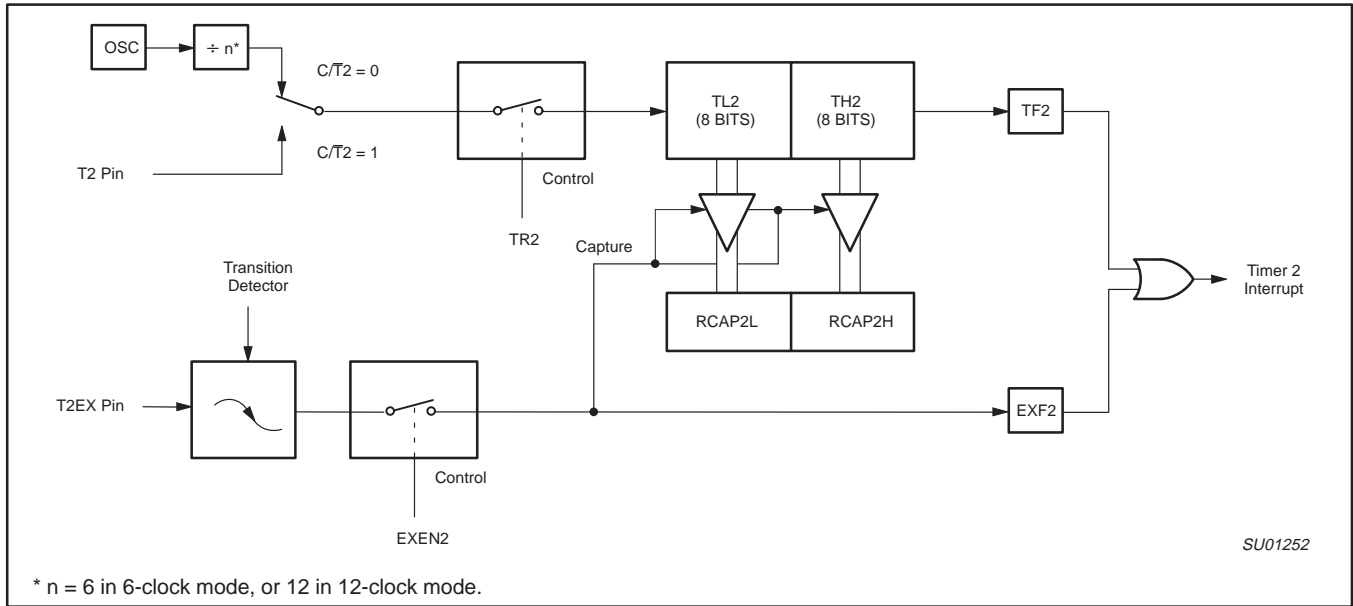 OSC
÷ n*
C/T̅2 = 0
TL2
(8 BITS)
TH2
(8 BITS)
TF2
C/T̅2 = 1
T2 Pin
Control
TR2
Capture
Transition
Detector
Timer 2
Interrupt
RCAP2L
RCAP2H
T2EX Pin
EXF2
Control
EXEN2
SU01252
* n = 6 in 6-clock mode, or 12 in 12-clock mode.